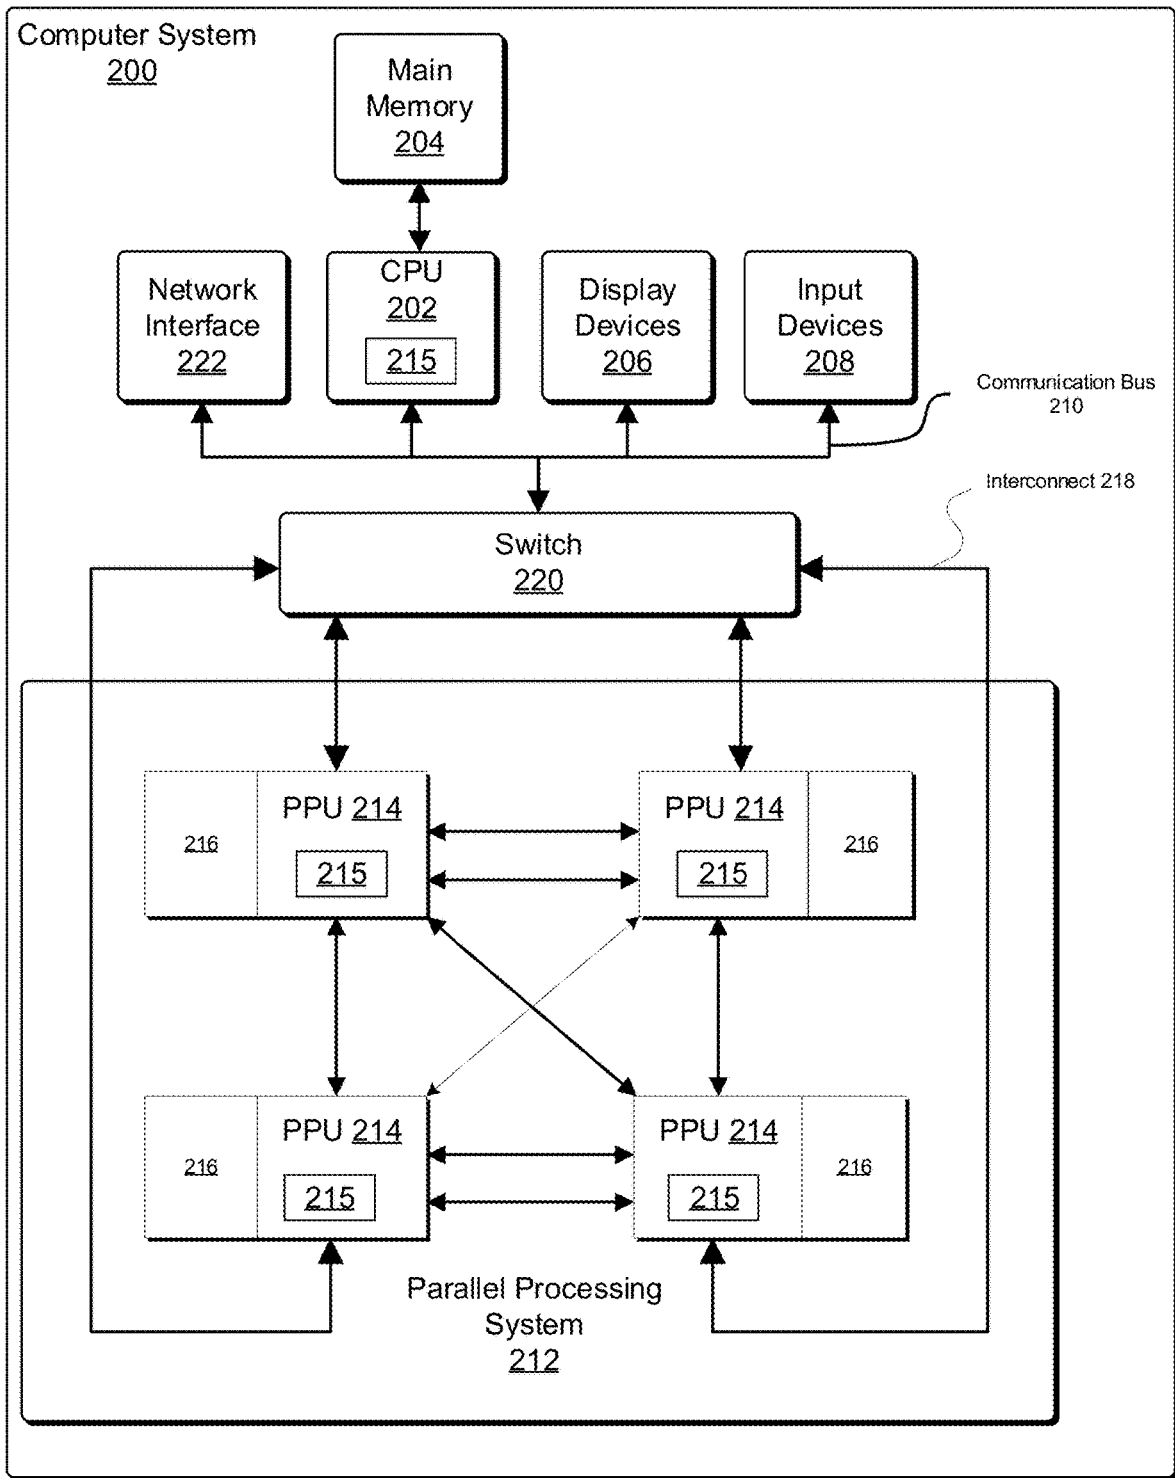 Computer System
200
Main
Memory
204
Network
Interface
222
CPU
202
215
Display
Devices
206
Input
Devices
208
Communication Bus
210
Interconnect 218
Switch
220
216
PPU 214
215
PPU 214
215
216
216
PPU 214
215
PPU 214
215
216
Parallel Processing
System
212